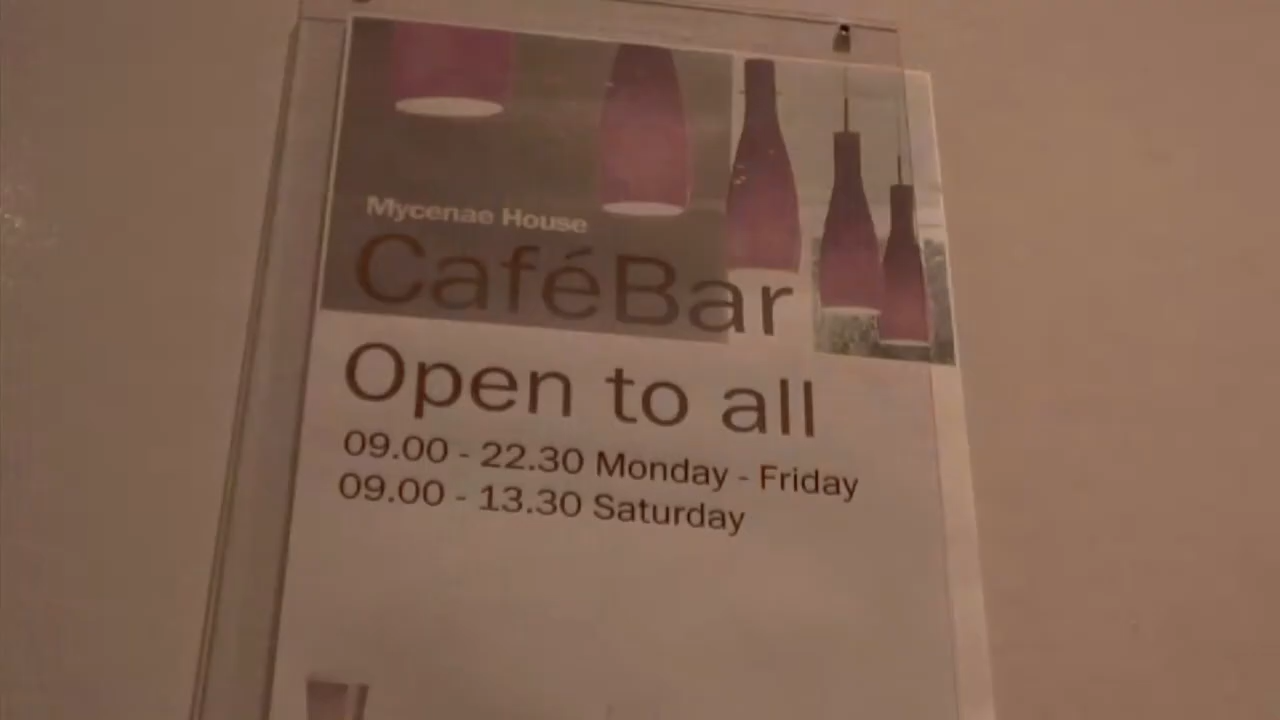 Mycenae House
CaféBar
Open to all
09.00 - 22.30 Monday - Friday
09.00 - 13.30 Saturday